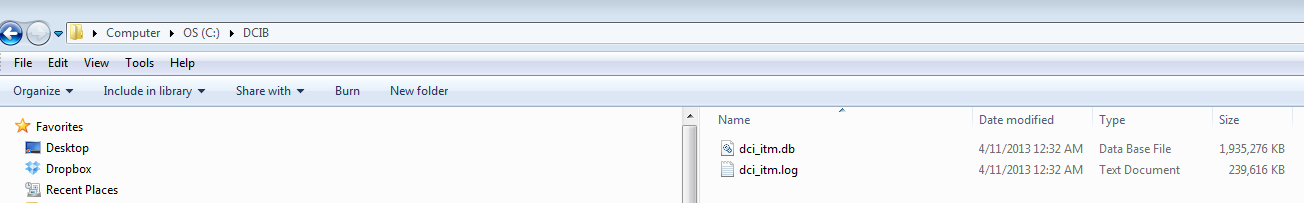 Computer OS (C:) DCIB
File Edit View Tools Help
Organize Include in library Share with Burn New folder
Favorites
Desktop
Dropbox
Recent Places
Name Date modified Type Size
dci_itm.db 4/11/2013 12:32 AM Data Base File 1,935,276 KB
dci_itm.log 4/11/2013 12:32 AM Text Document 239,616 KB